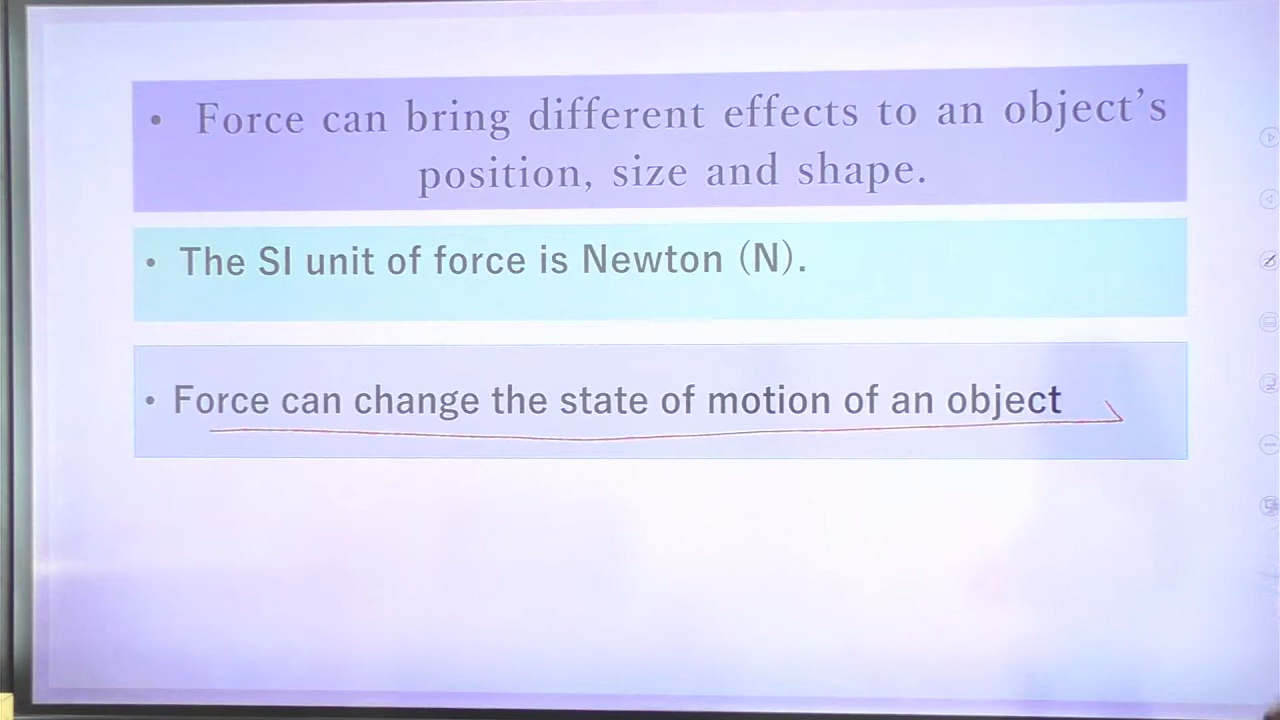 • Force can bring different effects to an object’s
position, size and shape.
• The SI unit of force is Newton (N).
• Force can change the state of motion of an object